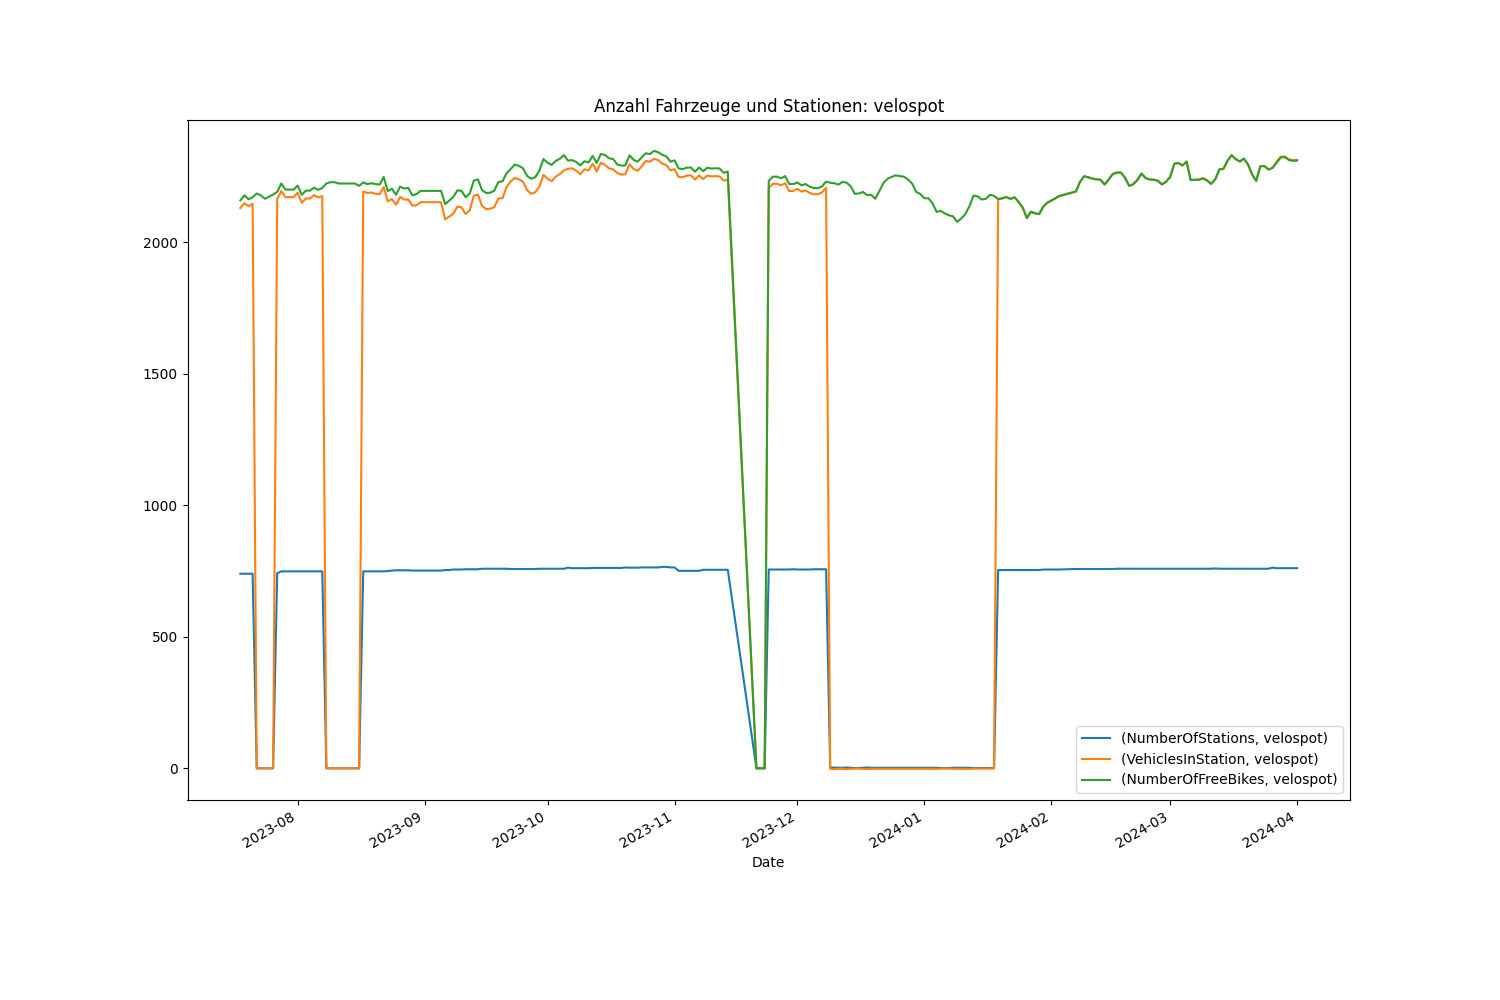 Anzahl Fahrzeuge und Stationen: velospot
2000
1500
1000
500
0
(NumberOfStations, velospot)
(VehiclesInStation, velospot)
(NumberOfFreeBikes, velospot)
2023-08
2023-09
2023-10
2023-11
2023-12
2024-01
2024-02
2024-03
2024-04
Date